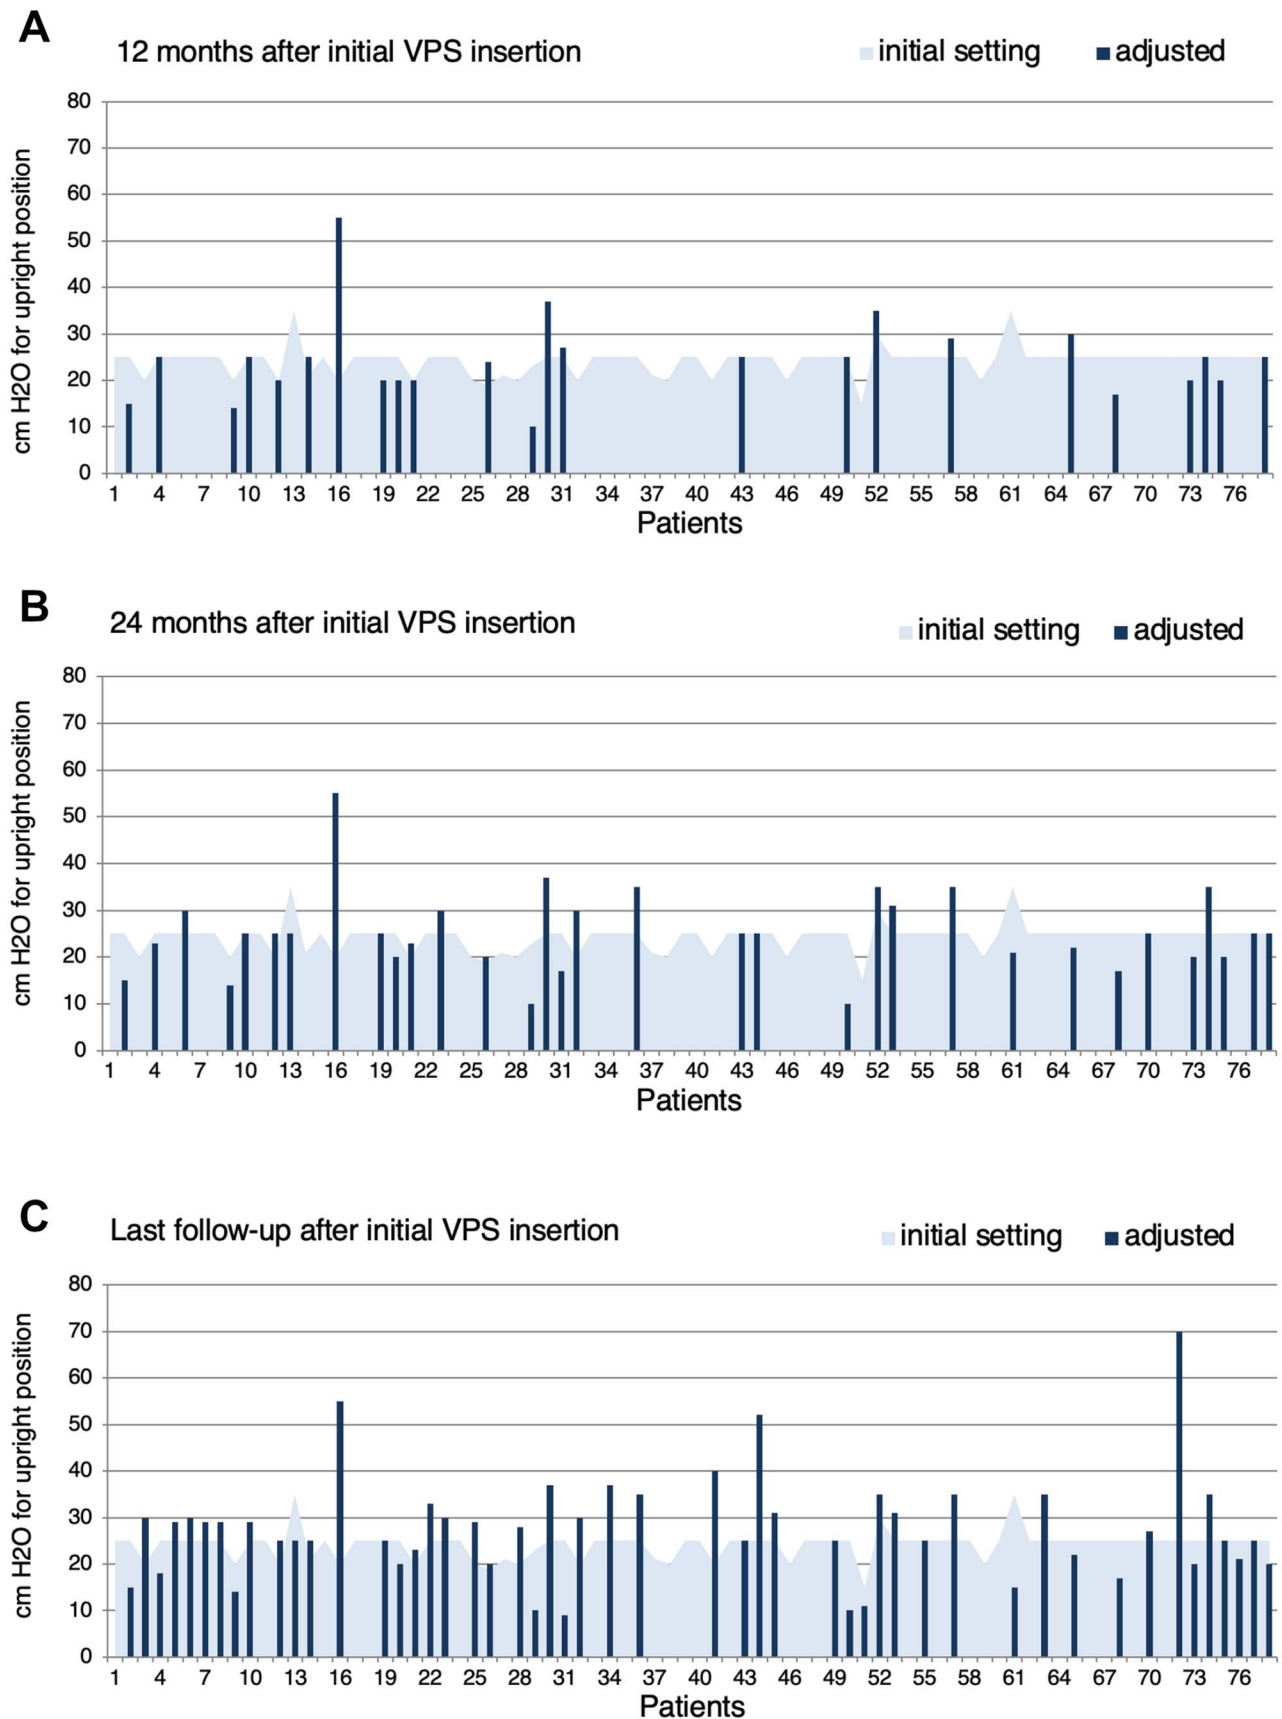 A
12 months after initial VPS insertion
initial setting adjusted
cm H2O for upright position
80
70
60
50
40
30
20
10
0
1 4 7 10 13 16 19 22 25 28 31 34 37 40 43 46 49 52 55 58 61 64 67 70 73 76
Patients
B
24 months after initial VPS insertion
initial setting adjusted
cm H2O for upright position
80
70
60
50
40
30
20
10
0
1 4 7 10 13 16 19 22 25 28 31 34 37 40 43 46 49 52 55 58 61 64 67 70 73 76
Patients
C
Last follow-up after initial VPS insertion
initial setting adjusted
cm H2O for upright position
80
70
60
50
40
30
20
10
0
1 4 7 10 13 16 19 22 25 28 31 34 37 40 43 46 49 52 55 58 61 64 67 70 73 76
Patients